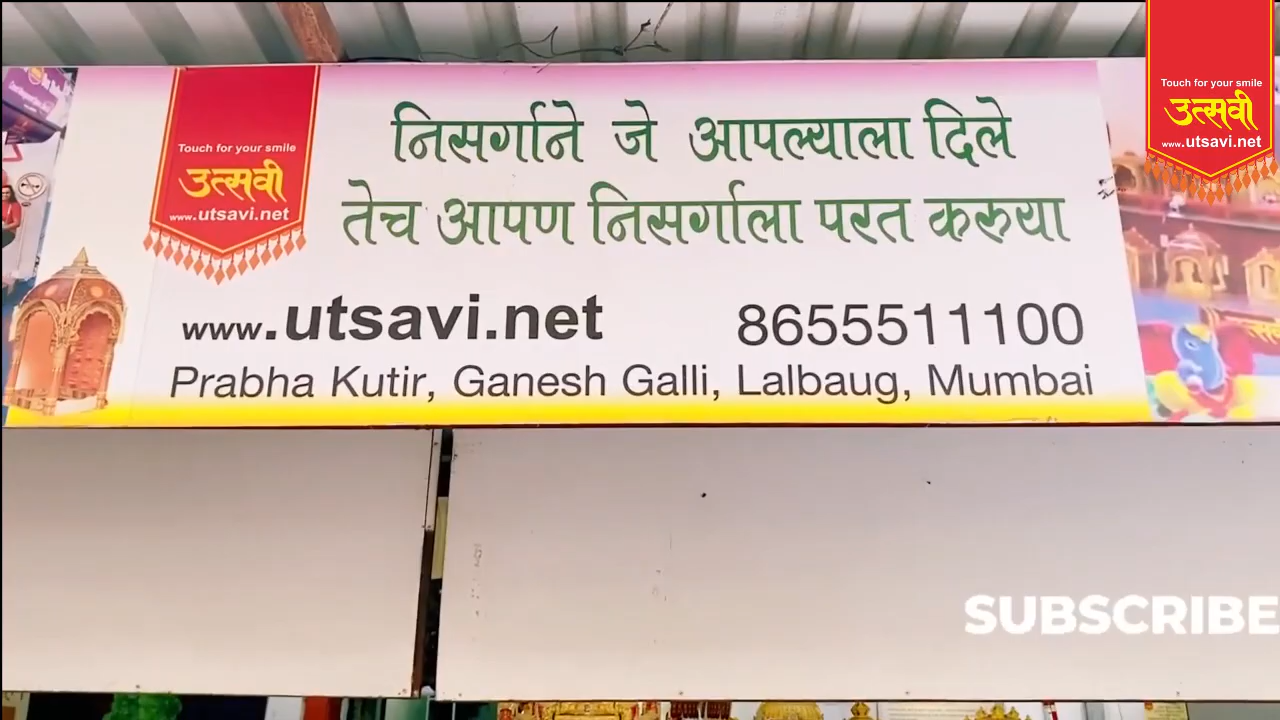 Touch for your smile
उत्सवी
www.utsavi.net
निसर्गाने जे आपल्याला दिले
तेच आपण निसर्गाला परत करुया
Touch for your smile
उत्सवी
www.utsavi.net
www.utsavi.net 8655511100
Prabha Kutir, Ganesh Galli, Lalbaug, Mumbai
SUBSCRIBE